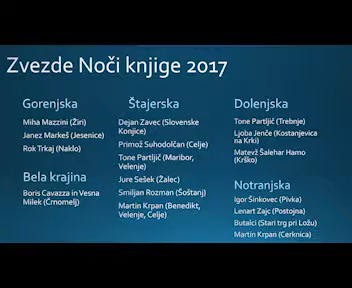 Zvezde Noči knjige 2017
Gorenjska
Miha Mazzini (Žiri)
Janez Markeš (Jesenice)
Rok Trkaj (Naklo)
Bela krajina
Boris Cavazza in Vesna
Milek (Črnomelj)
Štajerska
Dejan Zavec (Slovenske
Konjice)
Primož Suhodolčan (Celje)
Tone Partljič (Maribor,
Velenje)
Jure Sešek (Žalec)
Smiljan Rozman (Šoštanj)
Martin Krpan (Benedikt,
Velenje, Celje)
Dolenjska
Tone Partljič (Trebnje)
Ljoba Jenče (Kostanjevica
na Krki)
Matevž Šalehar Hamo
(Krško)
Notranjska
Igor Šinkovec (Pivka)
Lenart Zajc (Postojna)
Butalci (Stari trg pri Ložu)
Martin Krpan (Cerknica)